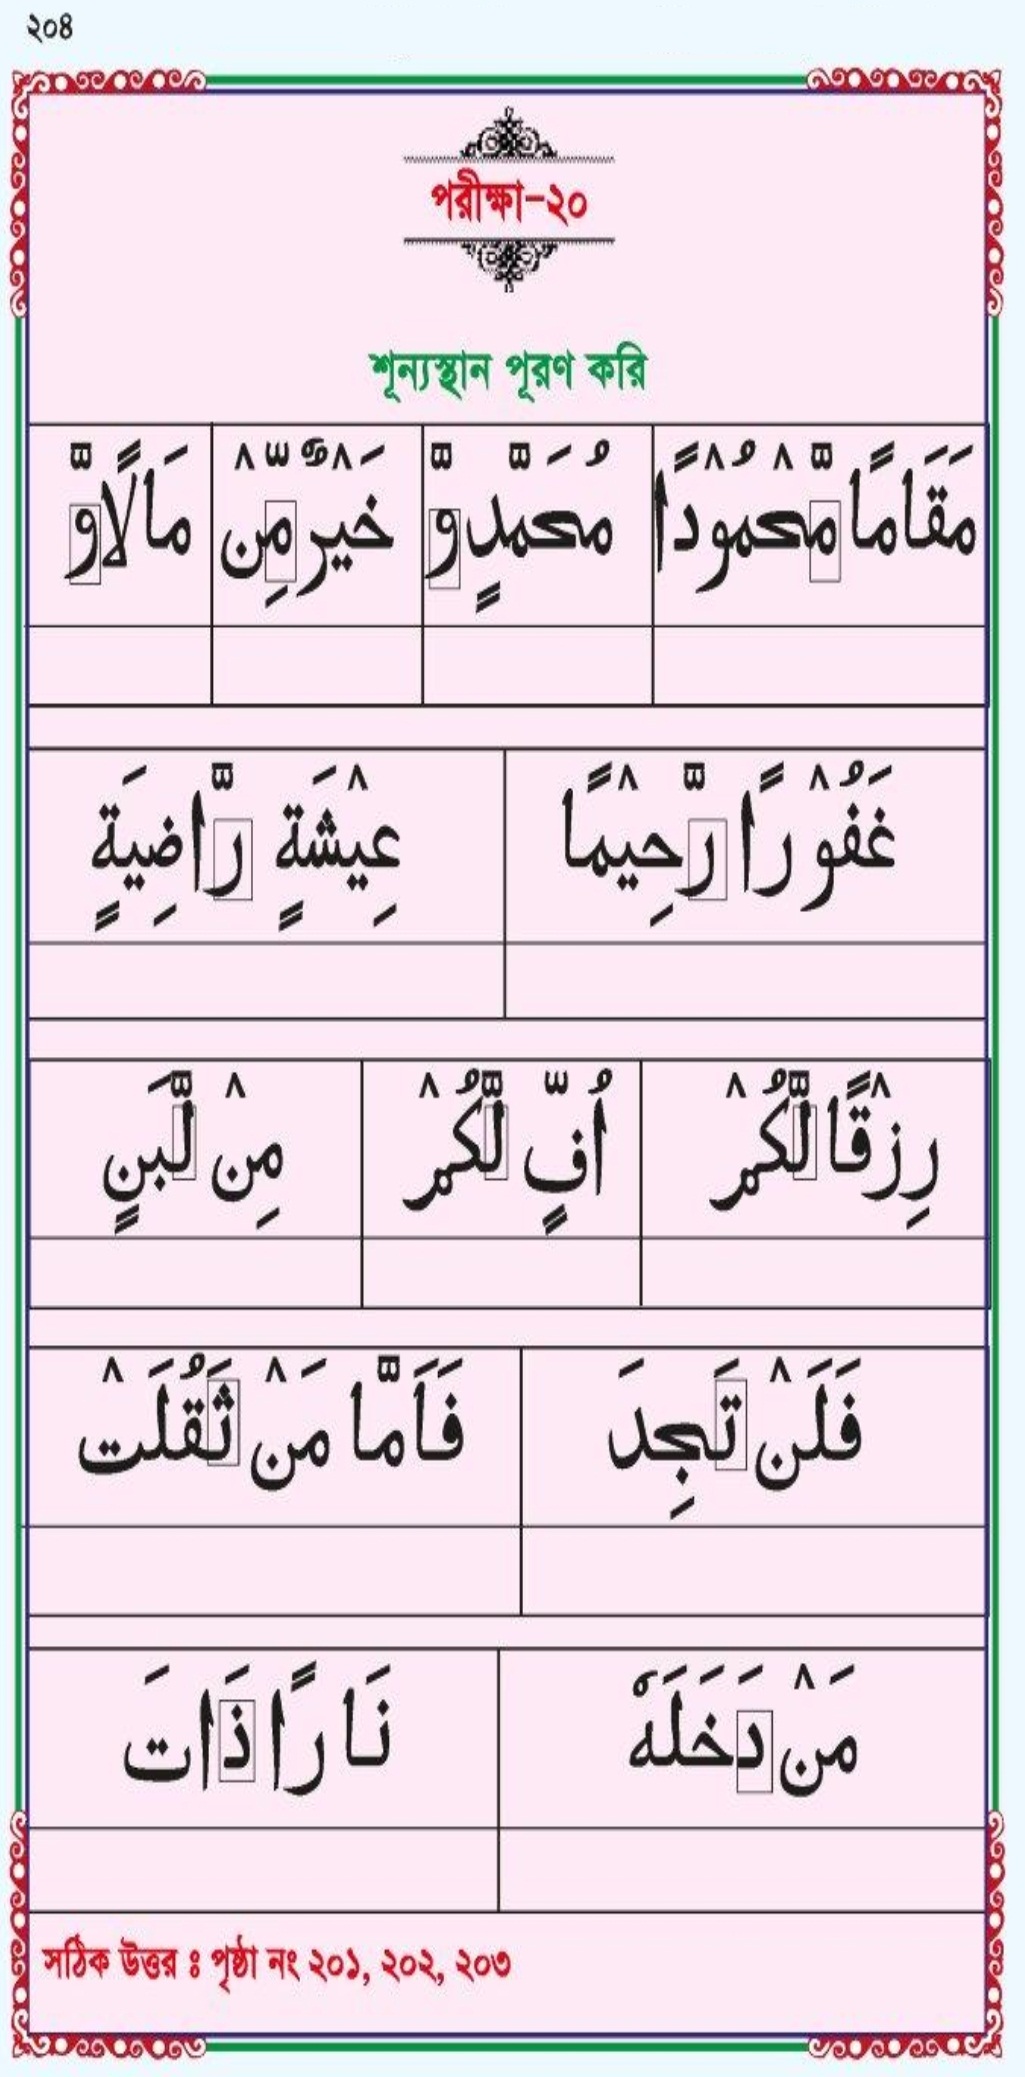 ২০৪
পরীক্ষা-২০
শূন্যস্থান পূরণ করি
مَقَامًا مَّحْمُوْدًا مُحَمَّدٍ وَّ خَيْرٌ مِّنْ مَالًا وَّ
غَفُوْرًا رَّحِيْمًا عِيْشَةٍ رَّاضِيَةٍ
رِزْقًا لَّكُمْ اُفٍّ لَّكُمْ مِنْ لَّبَنٍ
فَلَنْ تَجِدَ فَاَمَّا مَنْ ثَقُلَتْ
مَنْ دَخَلَهٗ نَارًا ذَاتَ
সঠিক উত্তর ঃ পৃষ্ঠা নং ২০১, ২০২, ২০৩